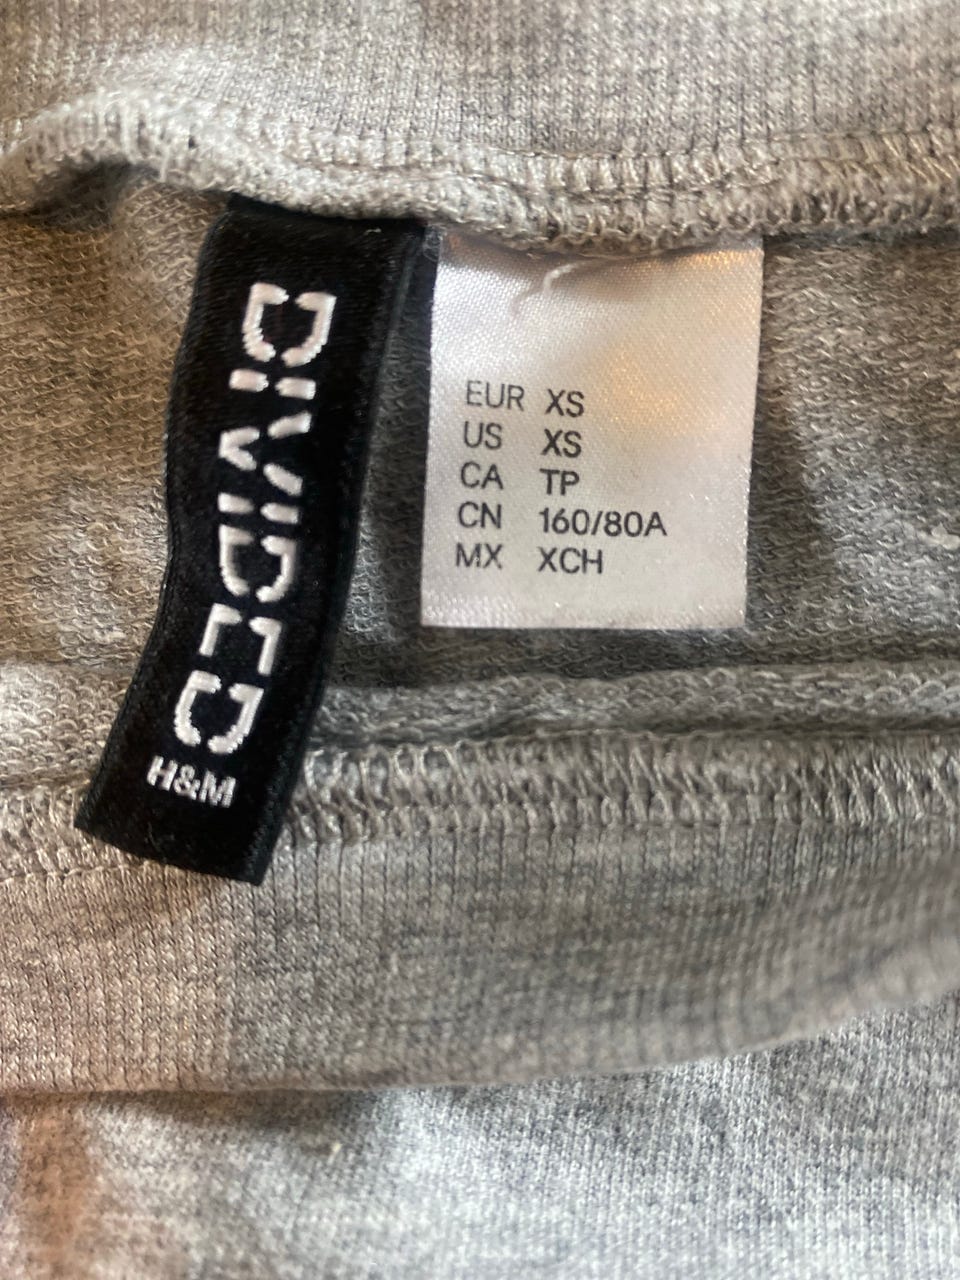 DIVIDED
H&M
EUR XS
US XS
CA TP
CN 160/80A
MX XCH